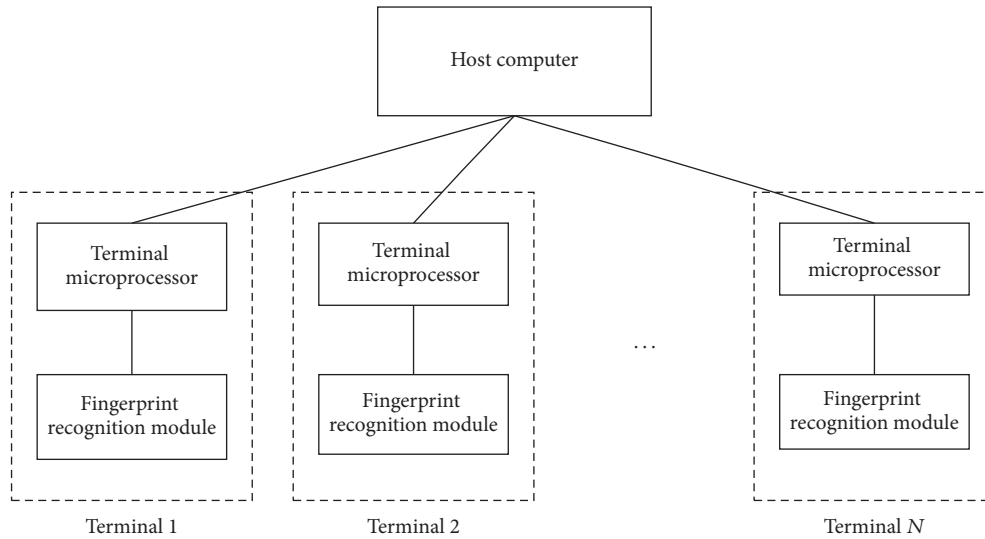 Host computer
Terminal
microprocessor
Fingerprint
recognition module
Terminal 1
Terminal
microprocessor
Fingerprint
recognition module
Terminal 2
...
Terminal
microprocessor
Fingerprint
recognition module
Terminal N